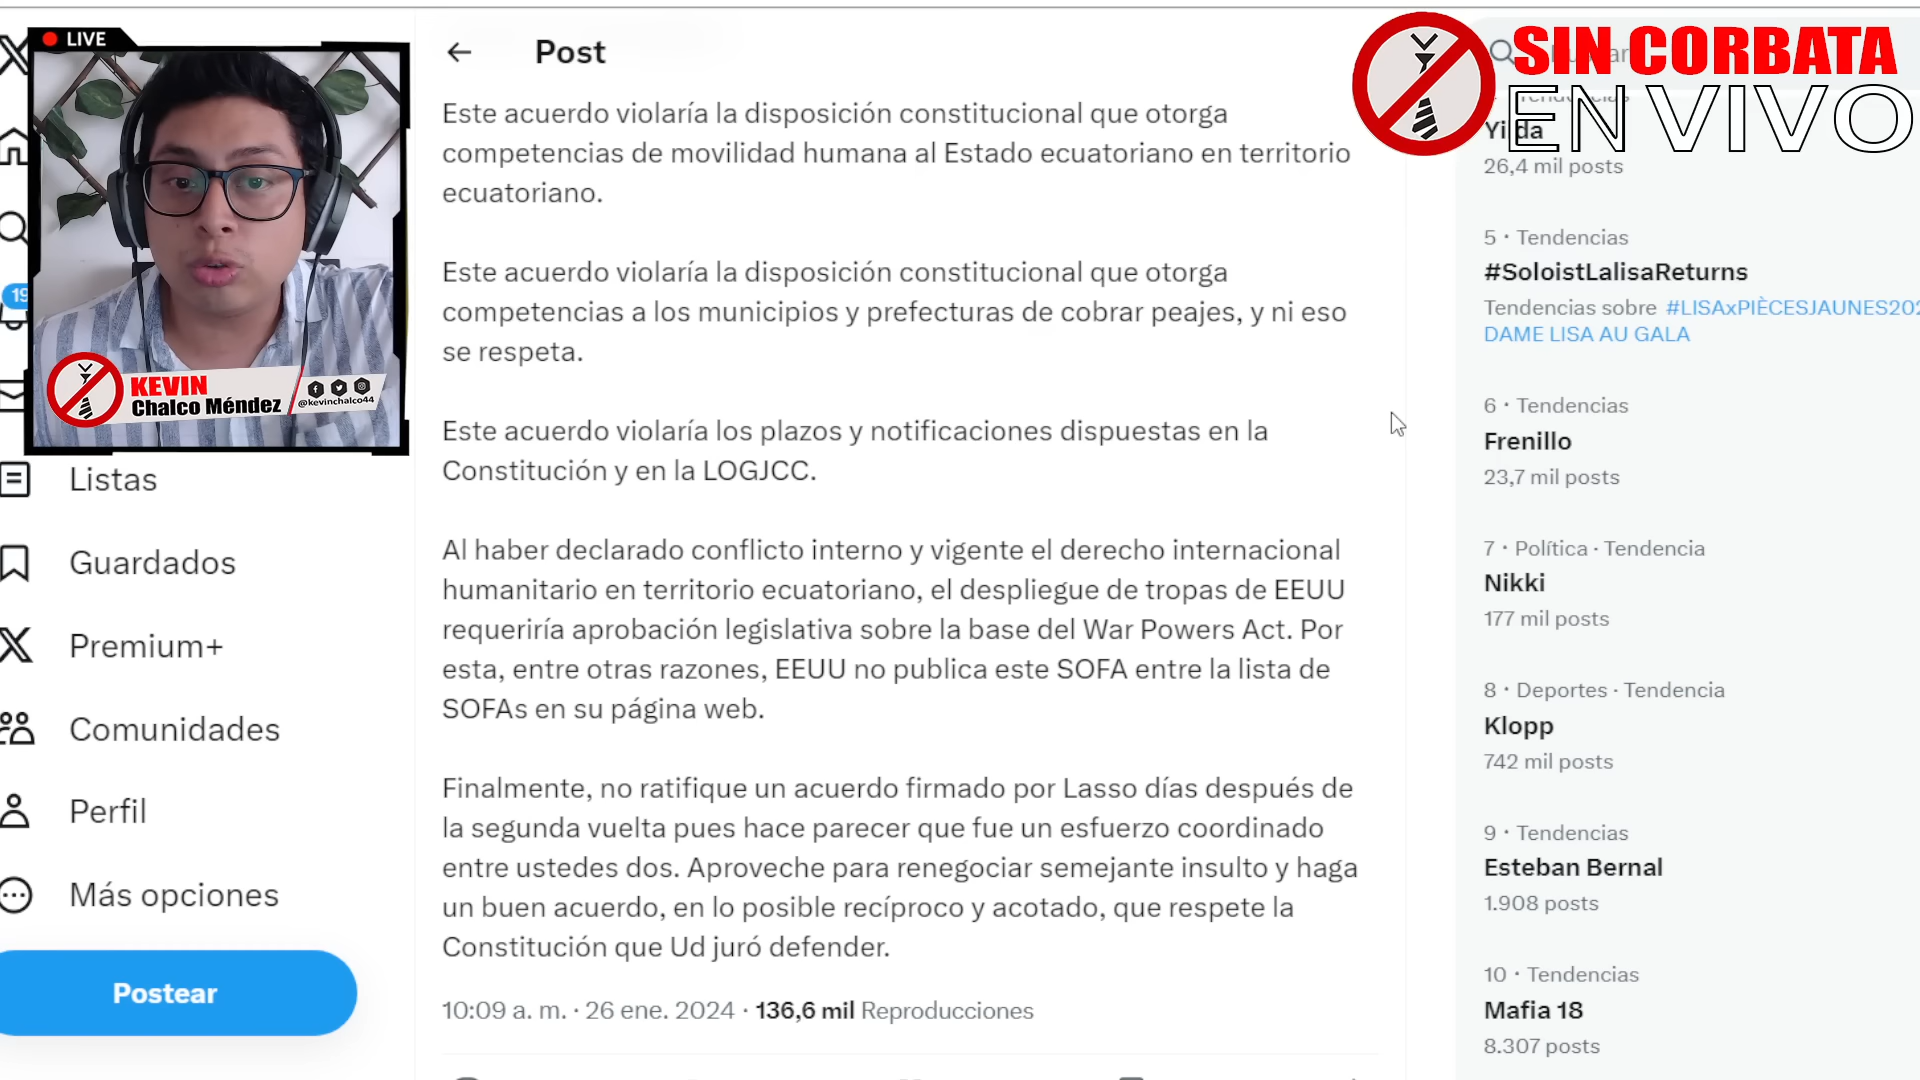 LIVE
KEVIN
Chalco Méndez
@kevinchalco44
19
Listas
Guardados
Premium+
Comunidades
Perfil
Más opciones
Postear
Post
Este acuerdo violaría la disposición constitucional que otorga
competencias de movilidad humana al Estado ecuatoriano en territorio
ecuatoriano.
Este acuerdo violaría la disposición constitucional que otorga
competencias a los municipios y prefecturas de cobrar peajes, y ni eso
se respeta.
Este acuerdo violaría los plazos y notificaciones dispuestas en la
Constitución y en la LOGJCC.
Al haber declarado conflicto interno y vigente el derecho internacional
humanitario en territorio ecuatoriano, el despliegue de tropas de EEUU
requeriría aprobación legislativa sobre la base del War Powers Act. Por
esta, entre otras razones, EEUU no publica este SOFA entre la lista de
SOFAs en su página web.
Finalmente, no ratifique un acuerdo firmado por Lasso días después de
la segunda vuelta pues hace parecer que fue un esfuerzo coordinado
entre ustedes dos. Aproveche para renegociar semejante insulto y haga
un buen acuerdo, en lo posible recíproco y acotado, que respete la
Constitución que Ud juró defender.
10:09 a. m. · 26 ene. 2024 · 136,6 mil Reproducciones
SIN CORBATA
EN VIVO
26,4 mil posts
5 · Tendencias
#SoloistLalisaReturns
Tendencias sobre #LISAxPIÈCESJAUNES202
DAME LISA AU GALA
6 · Tendencias
Frenillo
23,7 mil posts
7 · Política · Tendencia
Nikki
177 mil posts
8 · Deportes · Tendencia
Klopp
742 mil posts
9 · Tendencias
Esteban Bernal
1.908 posts
10 · Tendencias
Mafia 18
8.307 posts